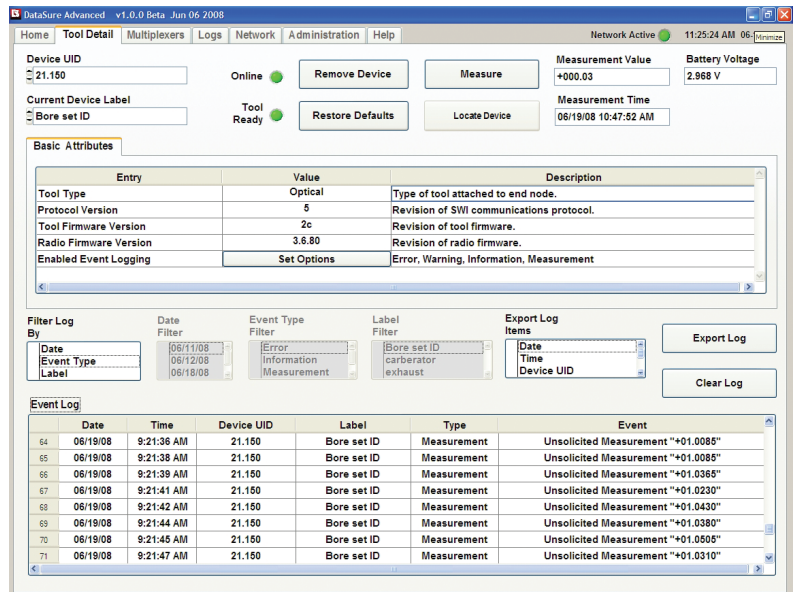 DataSure Advanced v1.0.0 Beta Jun 06 2008
Home Tool Detail Multiplexers Logs Network Administration Help Network Active 11:25:24 AM 06-
Minimize
Device UID
21.150
Online
Remove Device
Measure
Measurement Value
+000.03
Battery Voltage
2.968 V
Current Device Label
Bore set ID
Tool Ready
Restore Defaults
Locate Device
Measurement Time
06/19/08 10:47:52 AM
Basic Attributes
Entry Value Description
Tool Type Optical Type of tool attached to end node.
Protocol Version 5 Revision of SWI communications protocol.
Tool Firmware Version 2c Revision of tool firmware.
Radio Firmware Version 3.6.80 Revision of radio firmware.
Enabled Event Logging Set Options Error, Warning, Information, Measurement
Filter Log By
Date
Event Type
Label
Date Filter
06/11/08
06/12/08
06/18/08
Event Type Filter
Error
Information
Measurement
Label Filter
Bore set ID
carberator
exhaust
Export Log Items
Date
Time
Device UID
Export Log
Clear Log
Event Log
Date Time Device UID Label Type Event
64 06/19/08 9:21:36 AM 21.150 Bore set ID Measurement Unsolicited Measurement "+01.0085"
65 06/19/08 9:21:38 AM 21.150 Bore set ID Measurement Unsolicited Measurement "+01.0085"
66 06/19/08 9:21:39 AM 21.150 Bore set ID Measurement Unsolicited Measurement "+01.0365"
67 06/19/08 9:21:41 AM 21.150 Bore set ID Measurement Unsolicited Measurement "+01.0230"
68 06/19/08 9:21:42 AM 21.150 Bore set ID Measurement Unsolicited Measurement "+01.0430"
69 06/19/08 9:21:44 AM 21.150 Bore set ID Measurement Unsolicited Measurement "+01.0380"
70 06/19/08 9:21:45 AM 21.150 Bore set ID Measurement Unsolicited Measurement "+01.0505"
71 06/19/08 9:21:47 AM 21.150 Bore set ID Measurement Unsolicited Measurement "+01.0310"